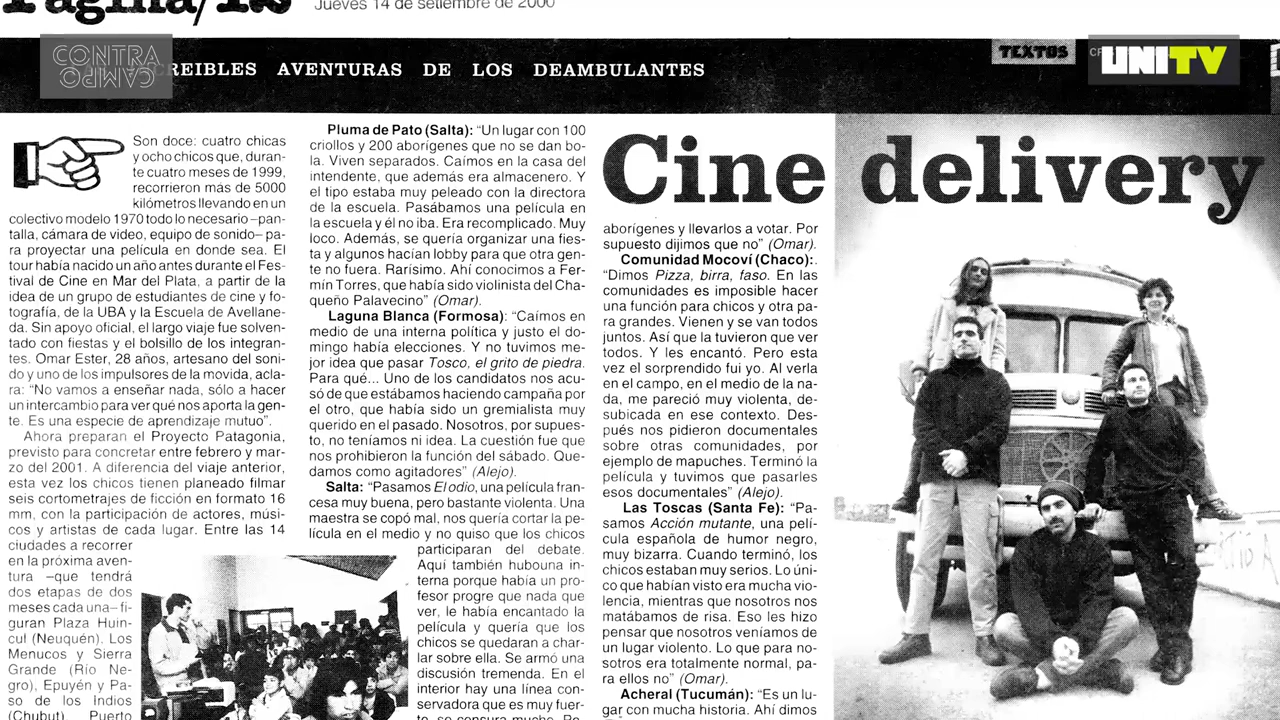 Página/12
Jueves 14 de setiembre de 2000
CONTRA
CAMPO
CREIBLES AVENTURAS DE LOS DEAMBULANTES
TEXTOS
UNITV
Cine delivery
Son doce: cuatro chicas
y ocho chicos que, duran-
te cuatro meses de 1999,
recorrieron más de 5000
kilómetros llevando en un
colectivo modelo 1970 todo lo necesario –pan-
talla, cámara de video, equipo de sonido– pa-
ra proyectar una película en donde sea. El
tour había nacido un año antes durante el Fes-
tival de Cine en Mar del Plata, a partir de la
idea de un grupo de estudiantes de cine y fo-
tografía, de la UBA y la Escuela de Avellane-
da. Sin apoyo oficial, el largo viaje fue solven-
tado con fiestas y el bolsillo de los integran-
tes. Omar Ester, 28 años, artesano del soni-
do y uno de los impulsores de la movida, acla-
ra: “No vamos a enseñar nada, sólo a hacer
un intercambio para ver qué nos aporta la gen-
te. Es una especie de aprendizaje mutuo”.
Ahora preparan el Proyecto Patagonia,
previsto para concretar entre febrero y mar-
zo del 2001. A diferencia del viaje anterior,
esta vez los chicos tienen planeado filmar
seis cortometrajes de ficción en formato 16
mm, con la participación de actores, músi-
cos y artistas de cada lugar. Entre las 14
ciudades a recorrer
en la próxima aven-
tura –que tendrá
dos etapas de dos
meses cada una– fi-
guran Plaza Huin-
cul (Neuquén). Los
Menucos y Sierra
Grande (Río Ne-
gro), Epuyén y Pa-
so de los Indios
(Chubut), Puerto
Pluma de Pato (Salta): “Un lugar con 100
criollos y 200 aborígenes que no se dan bo-
la. Viven separados. Caímos en la casa del
intendente, que además era almacenero. Y
el tipo estaba muy peleado con la directora
de la escuela. Pasábamos una película en
la escuela y él no iba. Era recomplicado. Muy
loco. Además, se quería organizar una fies-
ta y algunos hacían lobby para que otra gen-
te no fuera. Rarísimo. Ahí conocimos a Fer-
mín Torres, que había sido violinista del Cha-
queño Palavecino” (Omar).
Laguna Blanca (Formosa): “Caímos en
medio de una interna política y justo el do-
mingo había elecciones. Y no tuvimos me-
jor idea que pasar Tosco, el grito de piedra.
Para qué... Uno de los candidatos nos acu-
só de que estábamos haciendo campaña por
el otro, que había sido un gremialista muy
querido en el pasado. Nosotros, por supues-
to, no teníamos ni idea. La cuestión fue que
nos prohibieron la función del sábado. Que-
damos como agitadores” (Alejo).
Salta: “Pasamos El odio, una película fran-
cesa muy buena, pero bastante violenta. Una
maestra se copó mal, nos quería cortar la pe-
lícula en el medio y no quiso que los chicos
participaran del debate.
Aquí también hubouna in-
terna porque había un pro-
fesor progre que nada que
ver, le había encantado la
película y quería que los
chicos se quedaran a char-
lar sobre ella. Se armó una
discusión tremenda. En el
interior hay una línea con-
servadora que es muy fuer-
te, se censura mucho.
aborígenes y llevarlos a votar. Por
supuesto dijimos que no” (Omar).
Comunidad Mocoví (Chaco):.
“Dimos Pizza, birra, faso. En las
comunidades es imposible hacer
una función para chicos y otra pa-
ra grandes. Vienen y se van todos
juntos. Así que la tuvieron que ver
todos. Y les encantó. Pero esta
vez el sorprendido fui yo. Al verla
en el campo, en el medio de la na-
da, me pareció muy violenta, de-
subicada en ese contexto. Des-
pués nos pidieron documentales
sobre otras comunidades, por
ejemplo de mapuches. Terminó la
película y tuvimos que pasarles
esos documentales” (Alejo).
Las Toscas (Santa Fe): “Pa-
samos Acción mutante, una pelí-
cula española de humor negro,
muy bizarra. Cuando terminó, los
chicos estaban muy serios. Lo úni-
co que habían visto era mucha vio-
lencia, mientras que nosotros nos
matábamos de risa. Eso les hizo
pensar que nosotros veníamos de
un lugar violento. Lo que para no-
sotros era totalmente normal, pa-
ra ellos no” (Omar).
Acheral (Tucumán): “Es un lu-
gar con mucha historia. Ahí dimos